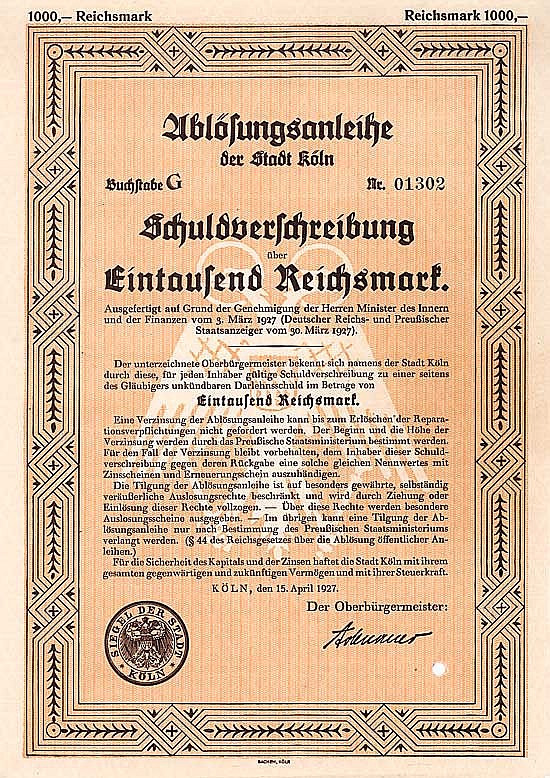 1000,— Reichsmark
Reichsmark 1000,—
Ablösungsanleihe
der Stadt Köln
Buchstabe G
Nr. 01302
Schuldverschreibung
über
Eintausend Reichsmark.
Ausgefertigt auf Grund der Genehmigung der Herren Minister des Innern
und der Finanzen vom 3. März 1927 (Deutscher Reichs- und Preußischer
Staatsanzeiger vom 30. März 1927).
Der unterzeichnete Oberbürgermeister bekennt sich namens der Stadt Köln
durch diese, für jeden Inhaber gültige Schuldverschreibung zu einer seitens
des Gläubigers unkündbaren Darlehnsschuld im Betrage von
Eintausend Reichsmark.
Eine Verzinsung der Ablösungsanleihe kann bis zum Erlöschen der Repara-
tionsverpflichtungen nicht gefordert werden. Der Beginn und die Höhe der
Verzinsung werden durch das Preußische Staatsministerium bestimmt werden.
Für den Fall der Verzinsung bleibt vorbehalten, dem Inhaber dieser Schuld-
verschreibung gegen deren Rückgabe eine solche gleichen Nennwertes mit
Zinsscheinen und Erneuerungsschein auszuhändigen.
Die Tilgung der Ablösungsanleihe ist auf besonders gewährte, selbständig
veräußerliche Auslosungsrechte beschränkt und wird durch Ziehung oder
Einlösung dieser Rechte vollzogen. — Über diese Rechte werden besondere
Auslosungsscheine ausgegeben. — Im übrigen kann eine Tilgung der Ab-
lösungsanleihe nur nach Bestimmung des Preußischen Staatsministeriums
verlangt werden. (§ 44 des Reichsgesetzes über die Ablösung öffentlicher An-
leihen.)
Für die Sicherheit des Kapitals und der Zinsen haftet die Stadt Köln mit ihrem
gesamten gegenwärtigen und zukünftigen Vermögen und mit ihrer Steuerkraft.
KÖLN, den 15. April 1927.
Der Oberbürgermeister:
Adenauer
SIEGEL DER STADT
KÖLN
BACHEM, KÖLN